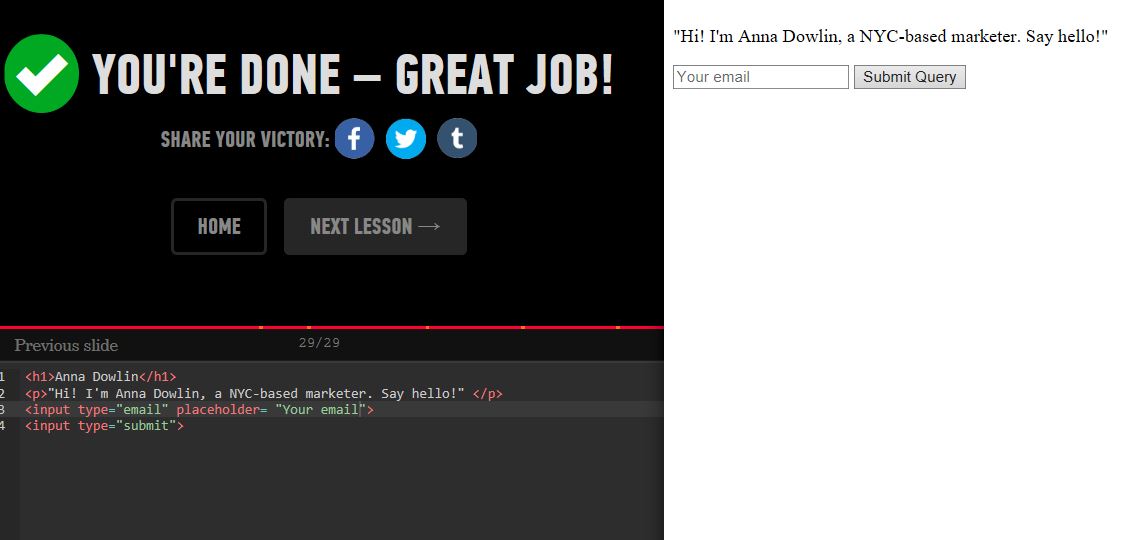 YOU'RE DONE – GREAT JOB!
SHARE YOUR VICTORY:
HOME
NEXT LESSON →
Previous slide
29/29
1 <h1>Anna Dowlin</h1>
2 <p>"Hi! I'm Anna Dowlin, a NYC-based marketer. Say hello!" </p>
3 <input type="email" placeholder= "Your email">
4 <input type="submit">
"Hi! I'm Anna Dowlin, a NYC-based marketer. Say hello!"
Your email
Submit Query